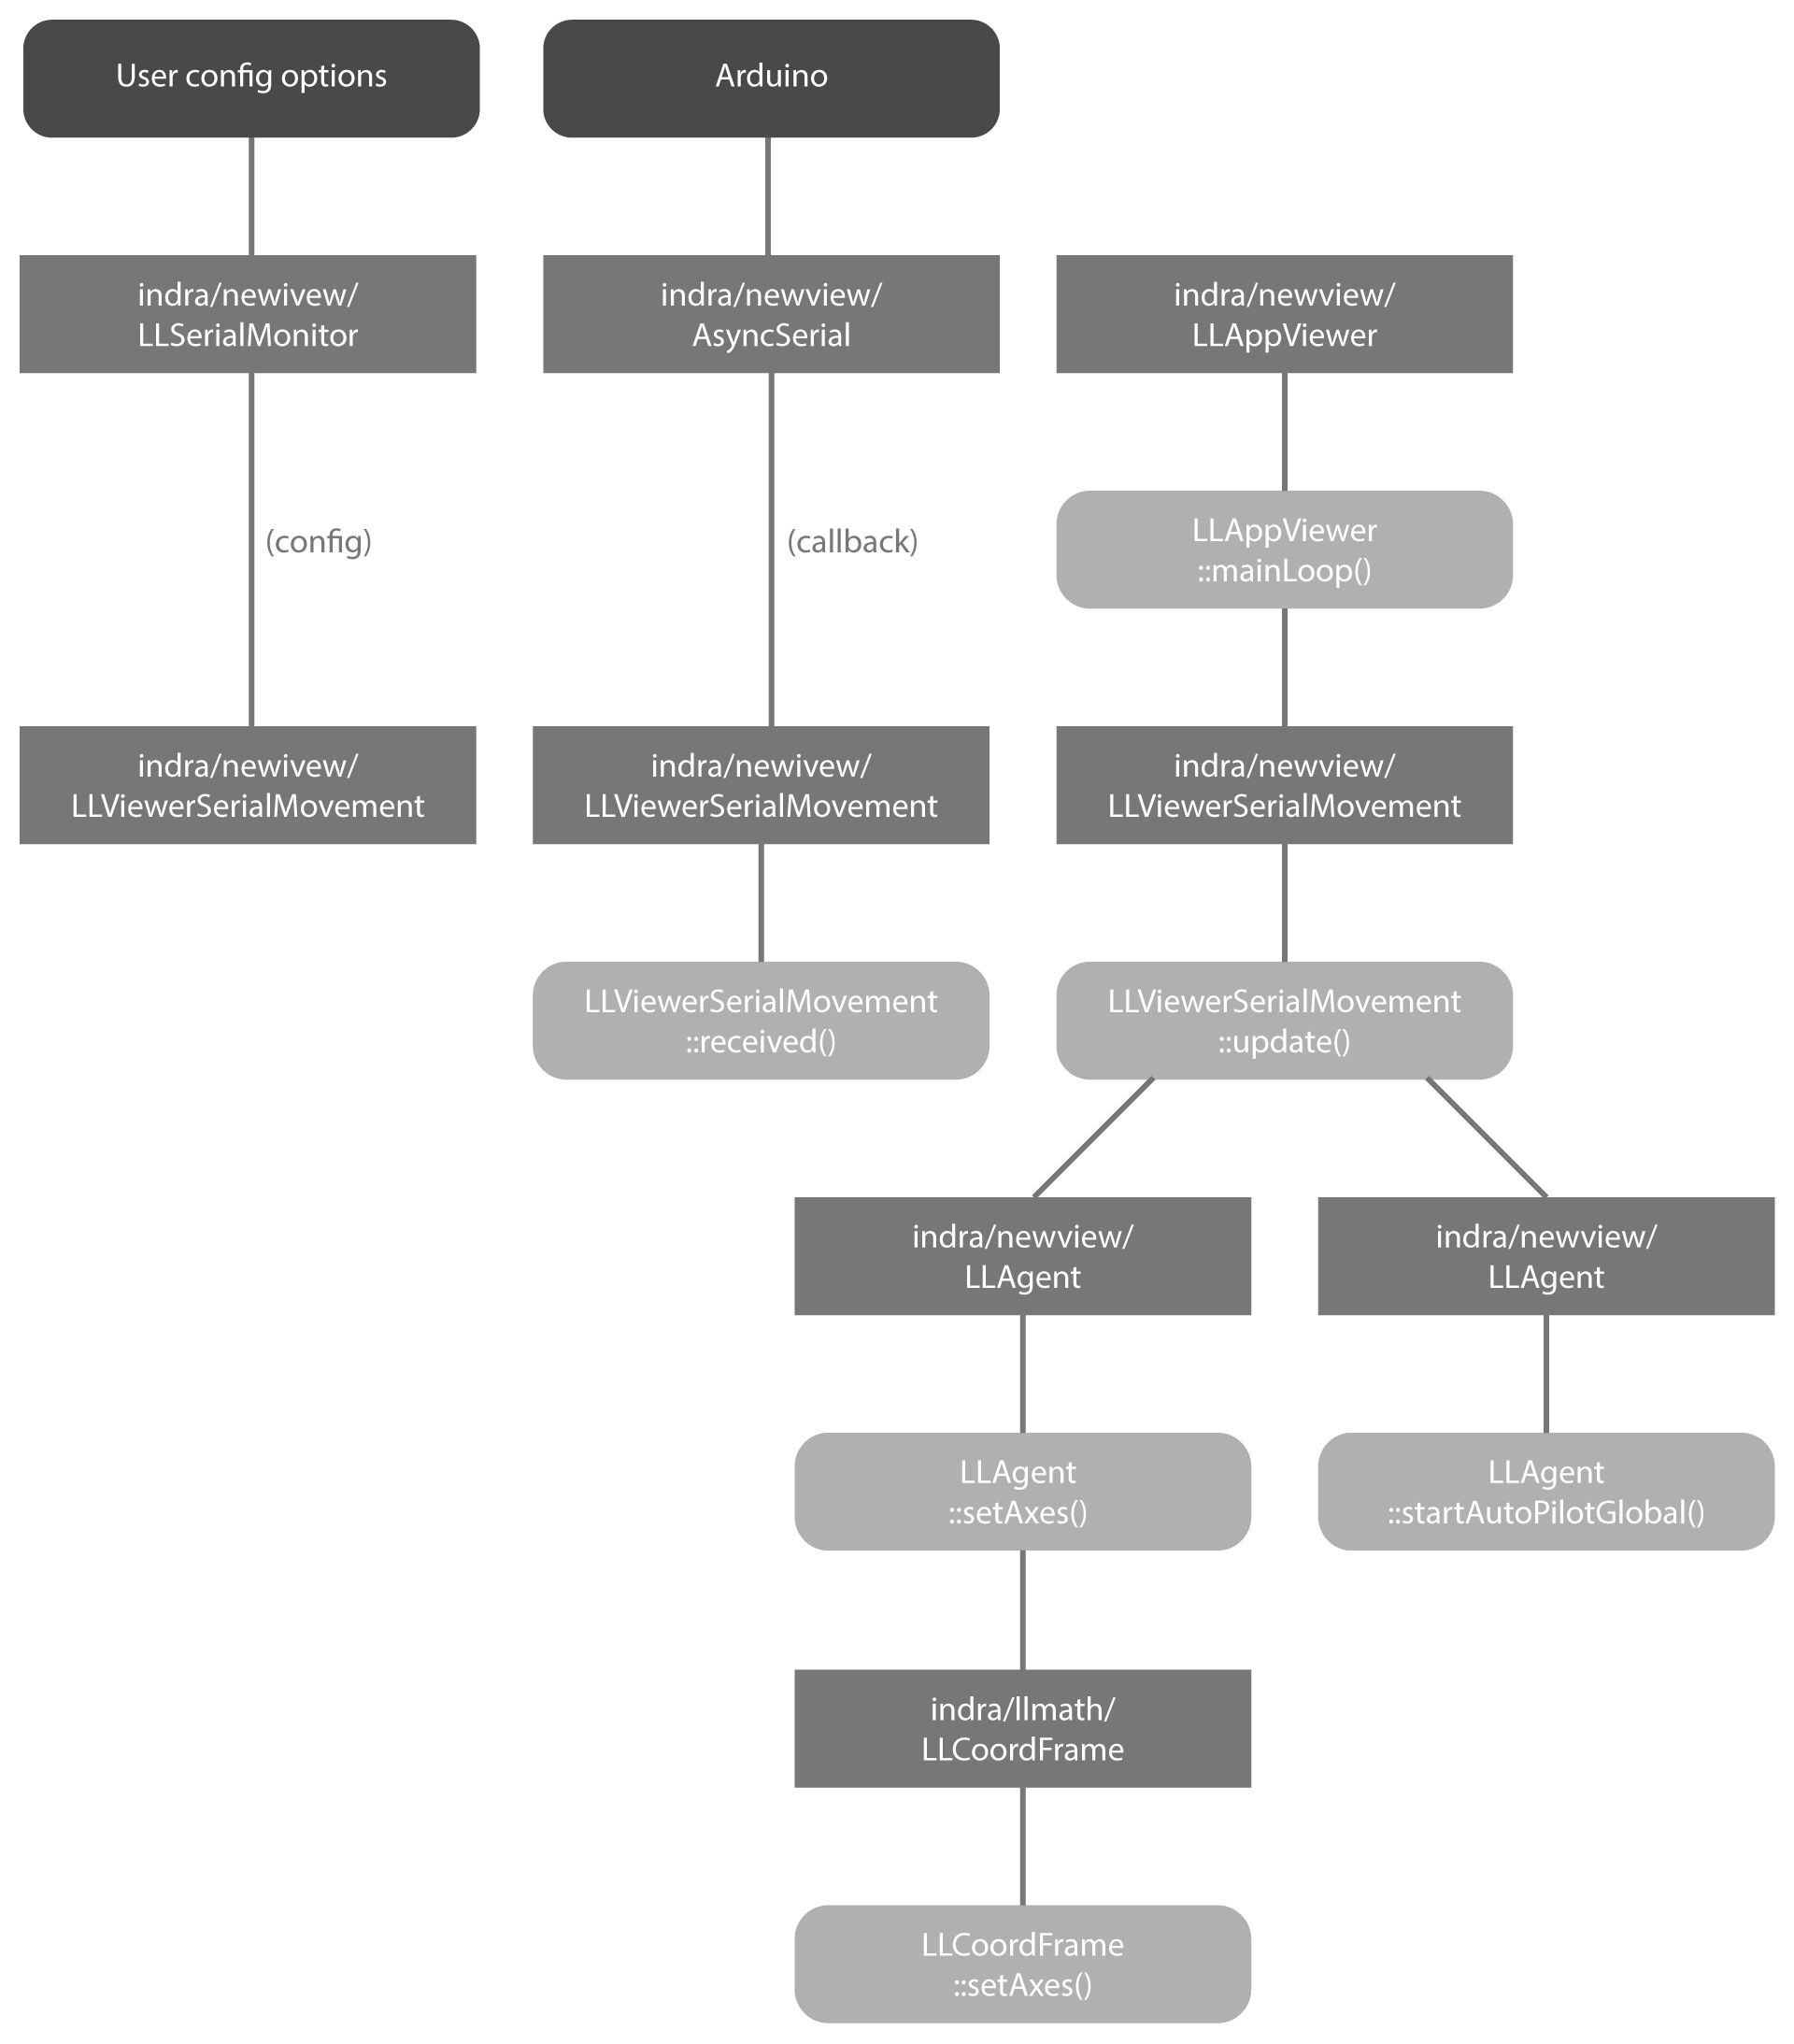 User config options
Arduino
indra/newivew/
LLSerialMonitor
indra/newview/
AsyncSerial
indra/newview/
LLAppViewer
(config)
(callback)
LLAppViewer
::mainLoop()
indra/newivew/
LLViewerSerialMovement
indra/newivew/
LLViewerSerialMovement
indra/newview/
LLViewerSerialMovement
LLViewerSerialMovement
::received()
LLViewerSerialMovement
::update()
indra/newview/
LLAgent
indra/newview/
LLAgent
LLAgent
::setAxes()
LLAgent
::startAutoPilotGlobal()
indra/llmath/
LLCoordFrame
LLCoordFrame
::setAxes()